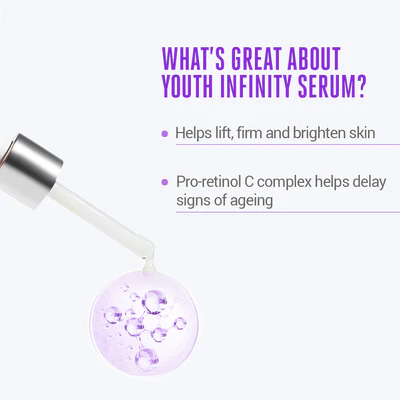 WHAT'S GREAT ABOUT
YOUTH INFINITY SERUM?
Helps lift, firm and brighten skin
Pro-retinol C complex helps delay
signs of ageing